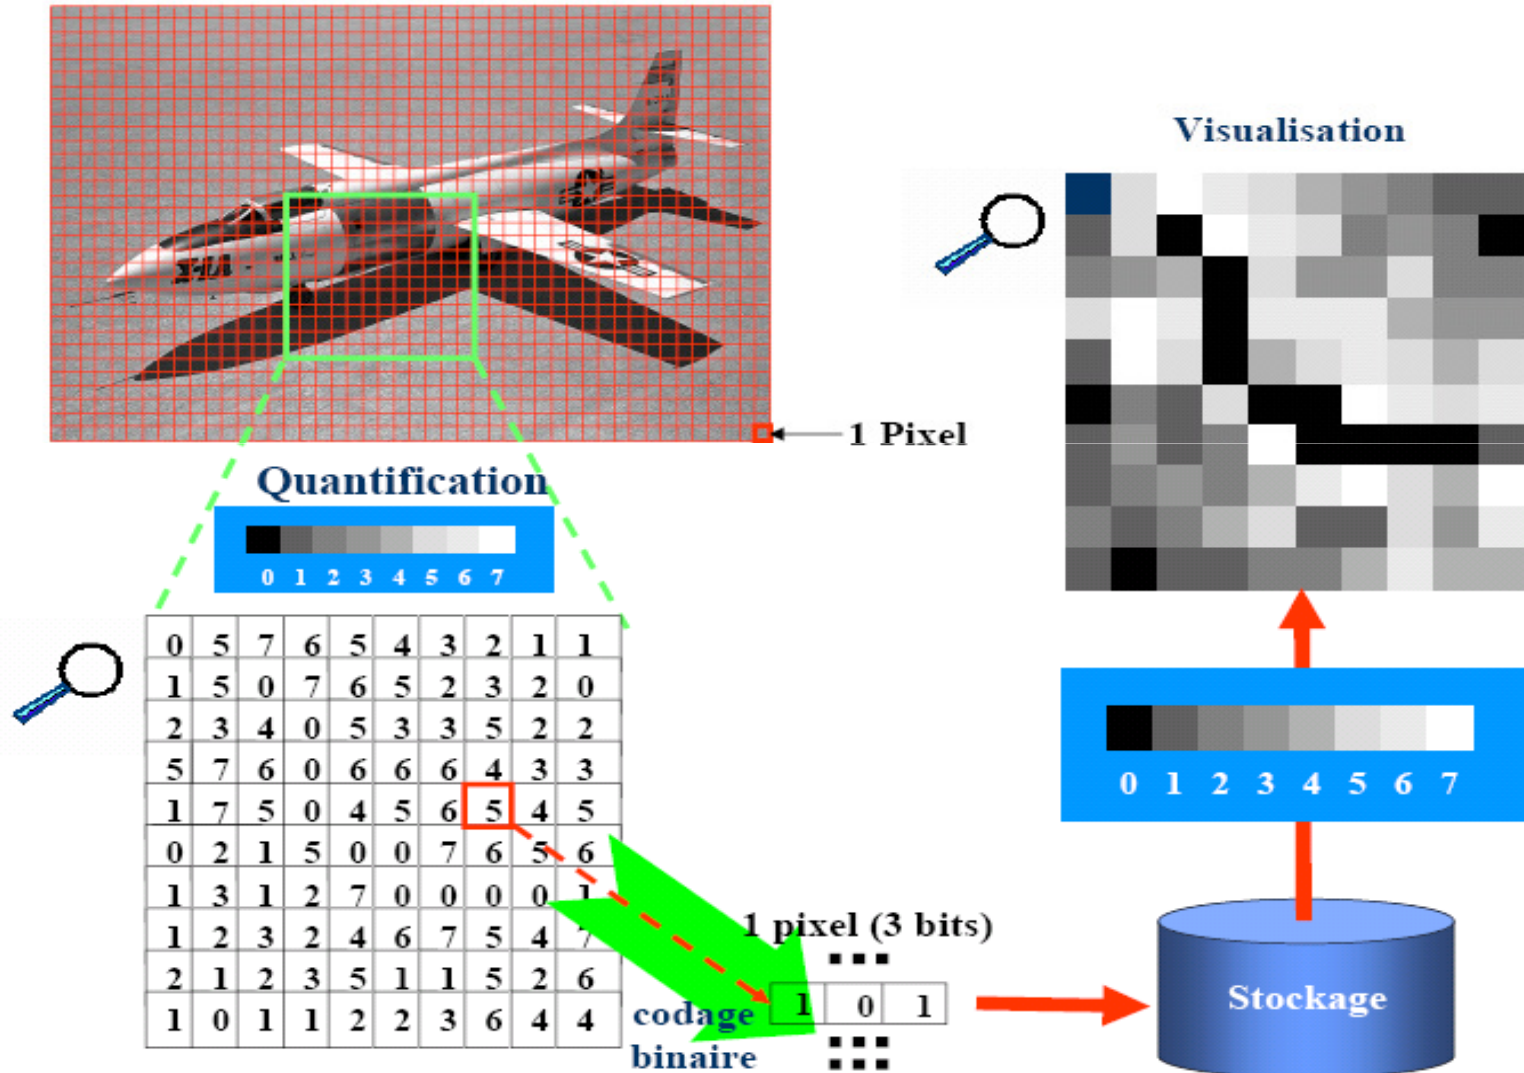 Visualisation
X-1A
1 Pixel
Quantification
0 1 2 3 4 5 6 7
0 5 7 6 5 4 3 2 1 1
1 5 0 7 6 5 2 3 2 0
2 3 4 0 5 3 3 5 2 2
5 7 6 0 6 6 6 4 3 3
1 7 5 0 4 5 6 5 4 5
0 2 1 5 0 0 7 6 5 6
1 3 1 2 7 0 0 0 0 1
1 2 3 2 4 6 7 5 4 7
2 1 2 3 5 1 1 5 2 6
1 0 1 1 2 2 3 6 4 4
0 1 2 3 4 5 6 7
1 pixel (3 bits)
1 0 1
codage
binaire
Stockage